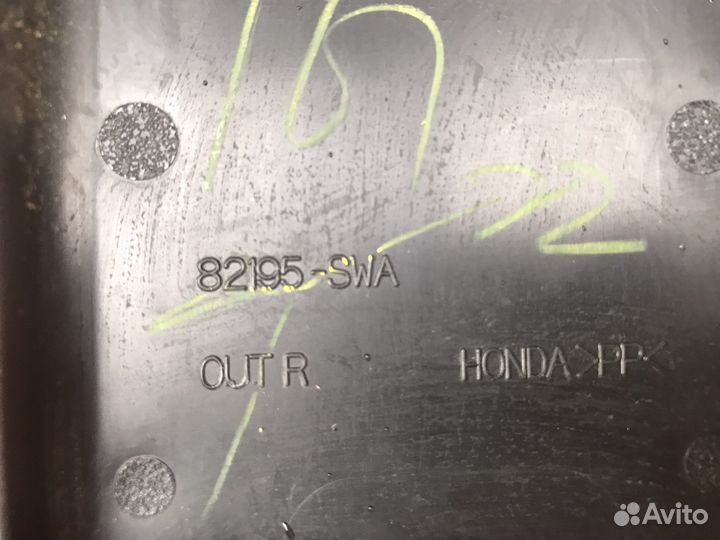 82195-SWA
OUT R
HONDA >PP<
Avito